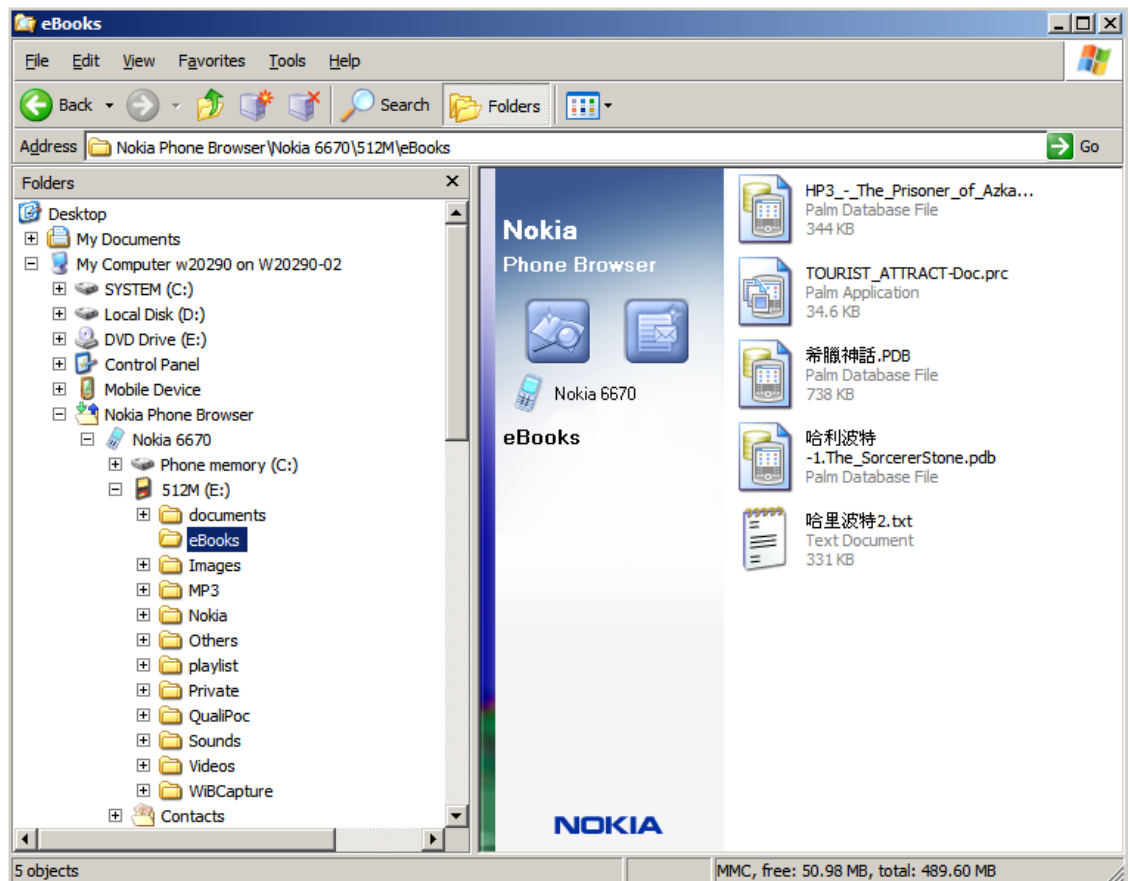 eBooks
File Edit View Favorites Tools Help
Back Search Folders
Address Nokia Phone Browser\Nokia 6670\512M\eBooks Go
Folders
Desktop
My Documents
My Computer w20290 on W20290-02
SYSTEM (C:)
Local Disk (D:)
DVD Drive (E:)
Control Panel
Mobile Device
Nokia Phone Browser
Nokia 6670
Phone memory (C:)
512M (E:)
documents
eBooks
Images
MP3
Nokia
Others
playlist
Private
QualiPoc
Sounds
Videos
WiBCapture
Contacts
Nokia
Phone Browser
Nokia 6670
eBooks
NOKIA
HP3_-_The_Prisoner_of_Azka...
Palm Database File
344 KB
TOURIST_ATTRACT-Doc.prc
Palm Application
34.6 KB
希臘神話.PDB
Palm Database File
738 KB
哈利波特
-1.The_SorcererStone.pdb
Palm Database File
哈里波特2.txt
Text Document
331 KB
5 objects
MMC, free: 50.98 MB, total: 489.60 MB